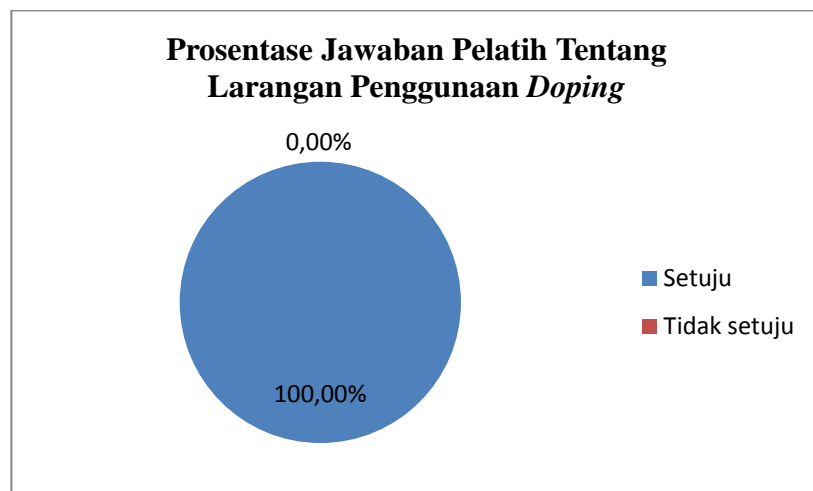 Prosentase Jawaban Pelatih Tentang
Larangan Penggunaan Doping
0,00%
100,00%
Setuju
Tidak setuju